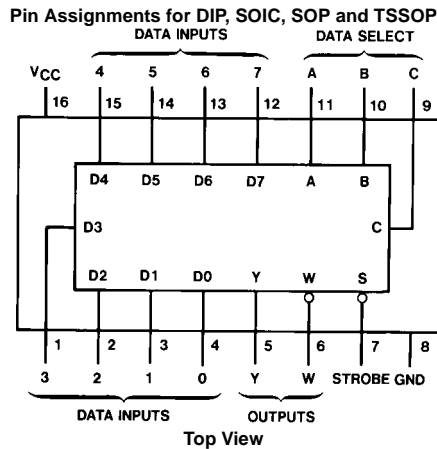 Pin Assignments for DIP, SOIC, SOP and TSSOP
DATA INPUTS DATA SELECT
VCC 4 5 6 7 A B C
16 15 14 13 12 11 10 9
D4 D5 D6 D7 A B
D3 C
D2 D1 D0 Y W S
1 2 3 4 5 6 7 8
3 2 1 0 Y W STROBE GND
DATA INPUTS OUTPUTS
Top View